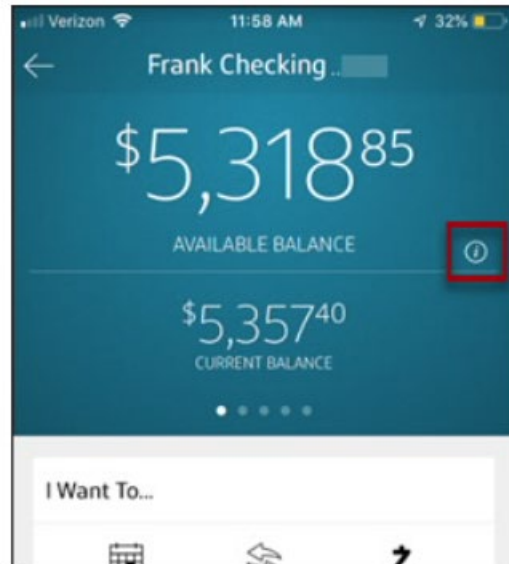 Verizon 11:58 AM 32%
Frank Checking ..
$5,318.85
AVAILABLE BALANCE
i
$5,357.40
CURRENT BALANCE
I Want To...